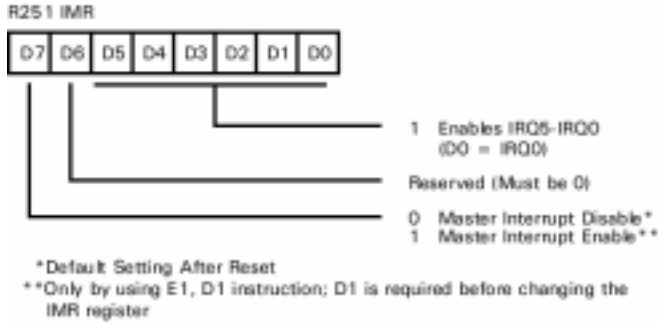 R251 IMR
D7 D6 D5 D4 D3 D2 D1 D0
1 Enables IRQ5-IRQ0
(D0 = IRQ0)
Reserved (Must be 0)
0 Master Interrupt Disable*
1 Master Interrupt Enable**
*Default Setting After Reset
**Only by using E1, D1 instruction; D1 is required before changing the
IMR register